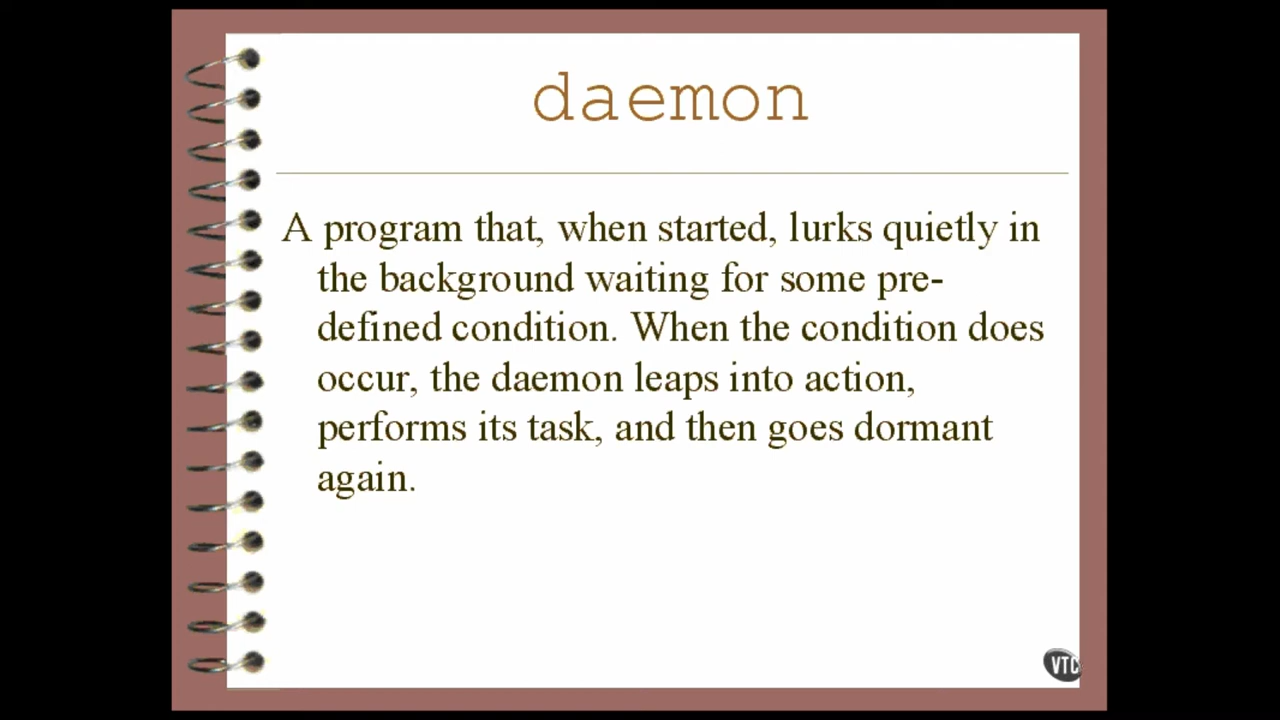 daemon
A program that, when started, lurks quietly in
the background waiting for some pre-
defined condition. When the condition does
occur, the daemon leaps into action,
performs its task, and then goes dormant
again.
VTC